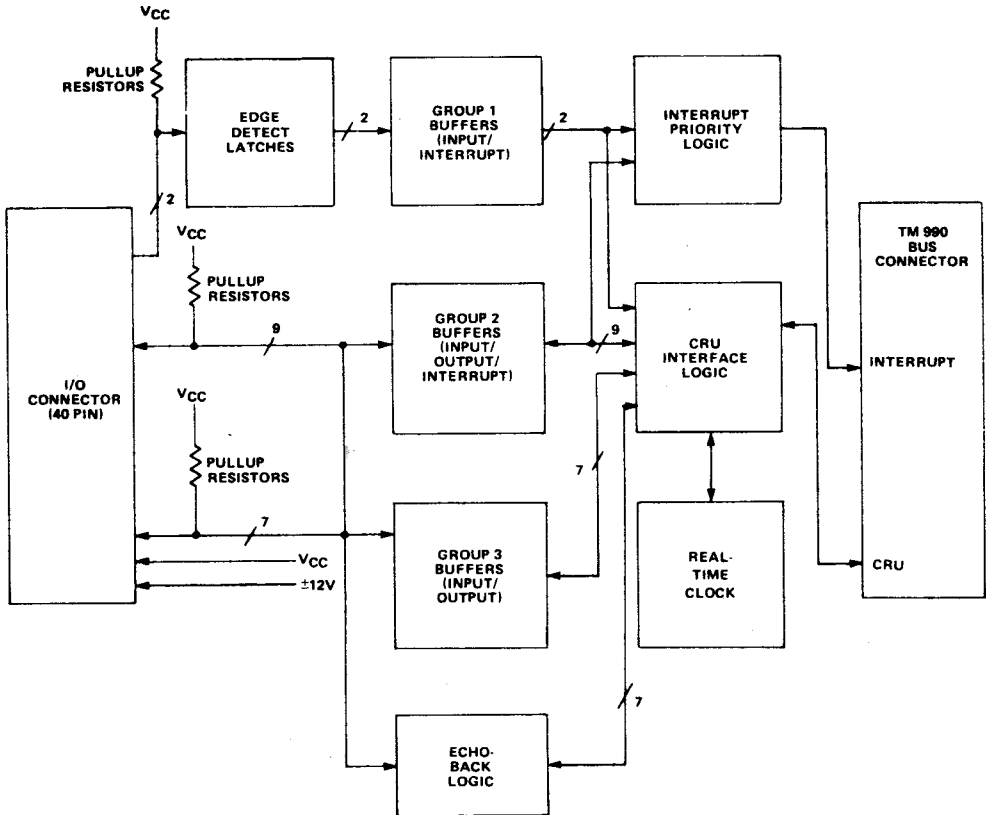 VCC
PULLUP
RESISTORS
EDGE
DETECT
LATCHES
2
GROUP 1
BUFFERS
(INPUT/
INTERRUPT)
2
INTERRUPT
PRIORITY
LOGIC
2
VCC
PULLUP
RESISTORS
9
GROUP 2
BUFFERS
(INPUT/
OUTPUT/
INTERRUPT)
9
CRU
INTERFACE
LOGIC
TM 990
BUS
CONNECTOR
INTERRUPT
CRU
I/O
CONNECTOR
(40 PIN)
VCC
PULLUP
RESISTORS
7
VCC
±12V
GROUP 3
BUFFERS
(INPUT/
OUTPUT)
7
REAL-
TIME
CLOCK
7
ECHO-
BACK
LOGIC